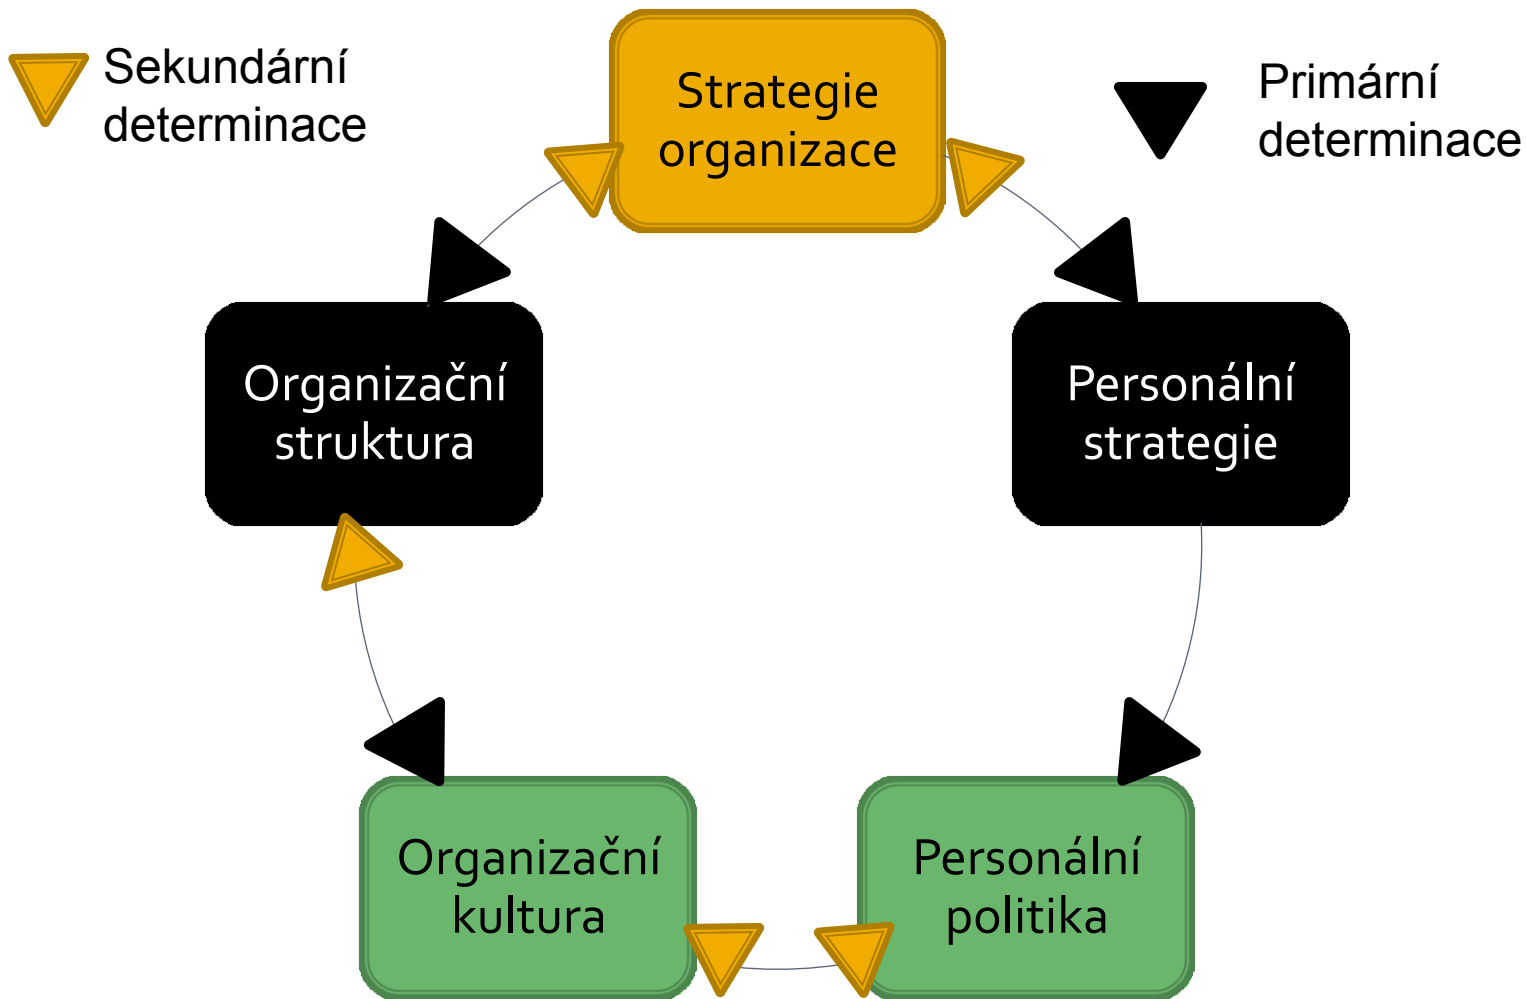 Sekundární
determinace
Strategie
organizace
Primární
determinace
Organizační
struktura
Personální
strategie
Organizační
kultura
Personální
politika